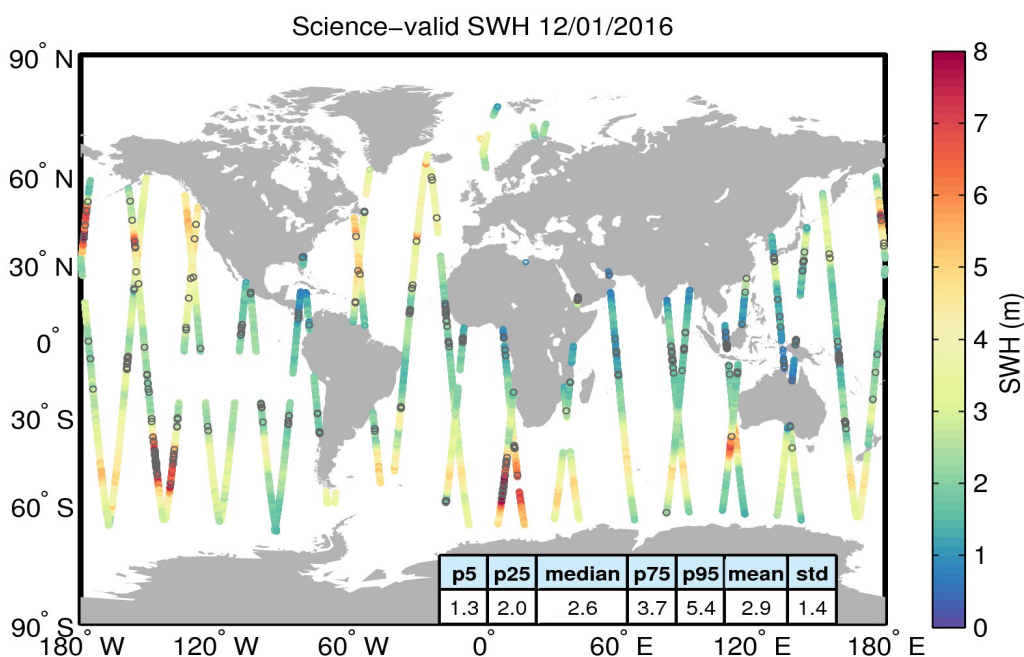 Science−valid SWH 12/01/2016
90° N
60° N
30° N
0°
30° S
60° S
90° S
180° W 120° W 60° W 0° 60° E 120° E 180° E
p5 p25 median p75 p95 mean std
1.3 2.0 2.6 3.7 5.4 2.9 1.4
8
7
6
5
4
3
2
1
0
SWH (m)